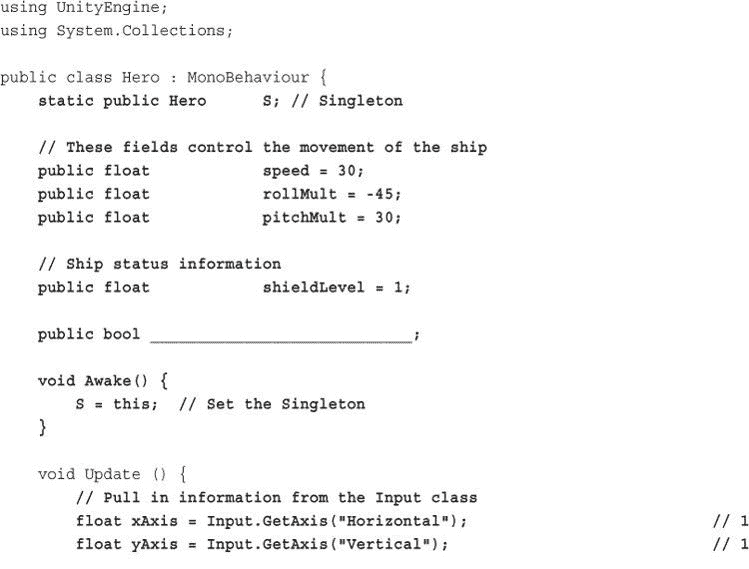 using UnityEngine;
using System.Collections;
public class Hero : MonoBehaviour {
static public Hero S; // Singleton
// These fields control the movement of the ship
public float speed = 30;
public float rollMult = -45;
public float pitchMult = 30;
// Ship status information
public float shieldLevel = 1;
public bool ____________________________;
void Awake() {
S = this; // Set the Singleton
}
void Update () {
// Pull in information from the Input class
float xAxis = Input.GetAxis("Horizontal"); // 1
float yAxis = Input.GetAxis("Vertical"); // 1